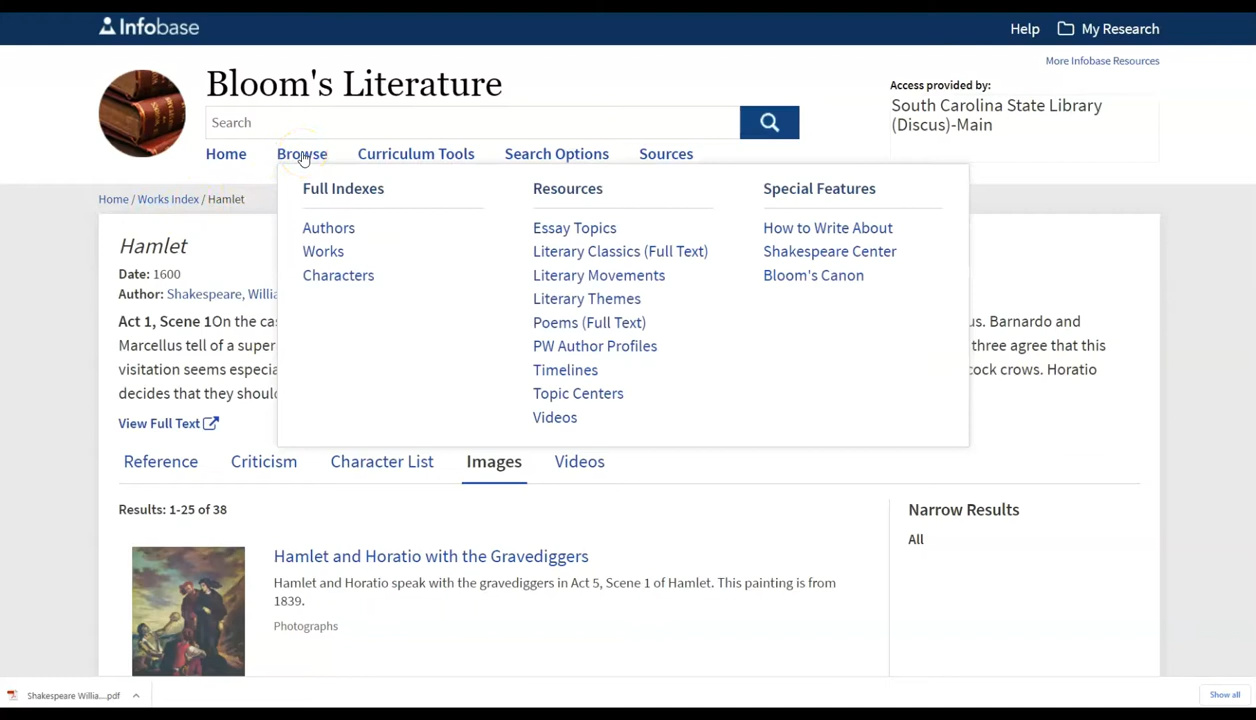 Infobase
Help My Research
More Infobase Resources
Bloom's Literature
Access provided by:
South Carolina State Library
(Discus)-Main
Search
Home Browse Curriculum Tools Search Options Sources
Full Indexes Resources Special Features
Home / Works Index / Hamlet
Authors Essay Topics How to Write About
Works Literary Classics (Full Text) Shakespeare Center
Characters Literary Movements Bloom's Canon
Literary Themes
Poems (Full Text)
PW Author Profiles
Timelines
Topic Centers
Videos
Hamlet
Date: 1600
Author: Shakespeare, Willia
Act 1, Scene 1On the cas us. Barnardo and
Marcellus tell of a super three agree that this
visitation seems especia cock crows. Horatio
decides that they shoul
View Full Text
Reference Criticism Character List Images Videos
Results: 1-25 of 38
Narrow Results
All
Hamlet and Horatio with the Gravediggers
Hamlet and Horatio speak with the gravediggers in Act 5, Scene 1 of Hamlet. This painting is from
1839.
Photographs
Shakespeare Willia....pdf
Show all